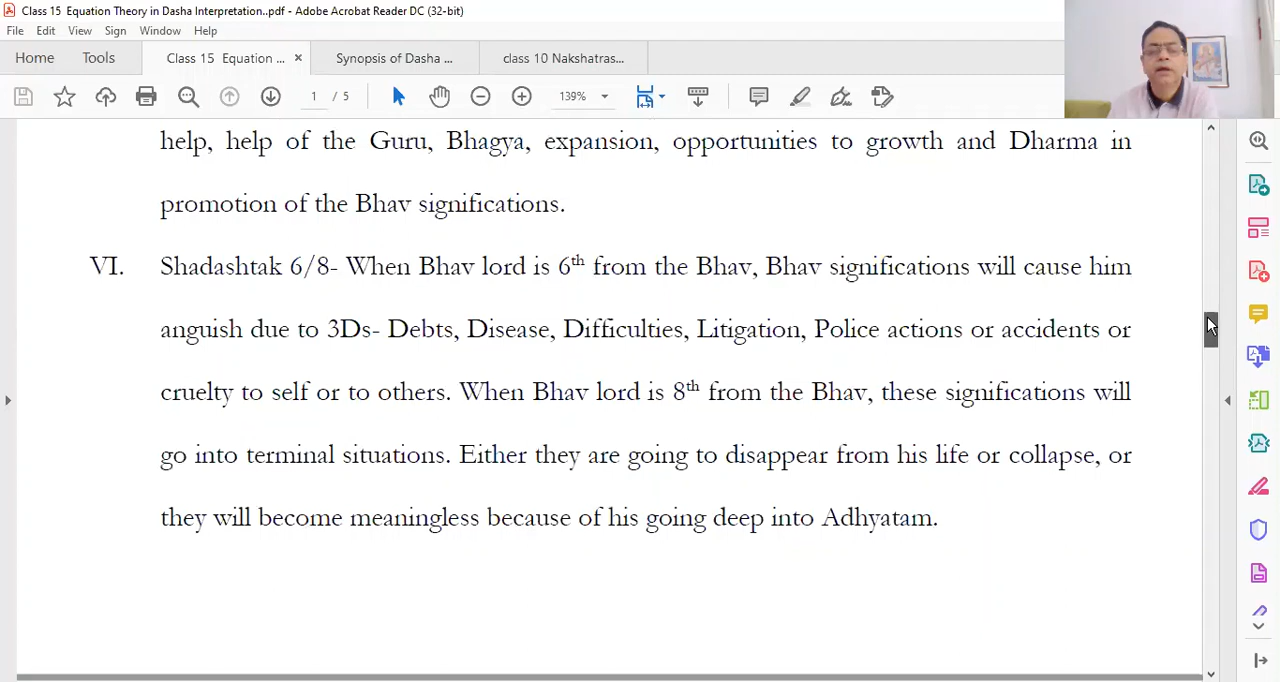 Class 15  Equation Theory in Dasha Interpretation..pdf - Adobe Acrobat Reader DC (32-bit)
File Edit View Sign Window Help
Home Tools Class 15  Equation ... × Synopsis of Dasha ... class 10 Nakshatras...
1 / 5 139%
help, help of the Guru, Bhagya, expansion, opportunities to growth and Dharma in
promotion of the Bhav significations.
VI. Shadashtak 6/8- When Bhav lord is 6th from the Bhav, Bhav significations will cause him
anguish due to 3Ds- Debts, Disease, Difficulties, Litigation, Police actions or accidents or
cruelty to self or to others. When Bhav lord is 8th from the Bhav, these significations will
go into terminal situations. Either they are going to disappear from his life or collapse, or
they will become meaningless because of his going deep into Adhyatam.